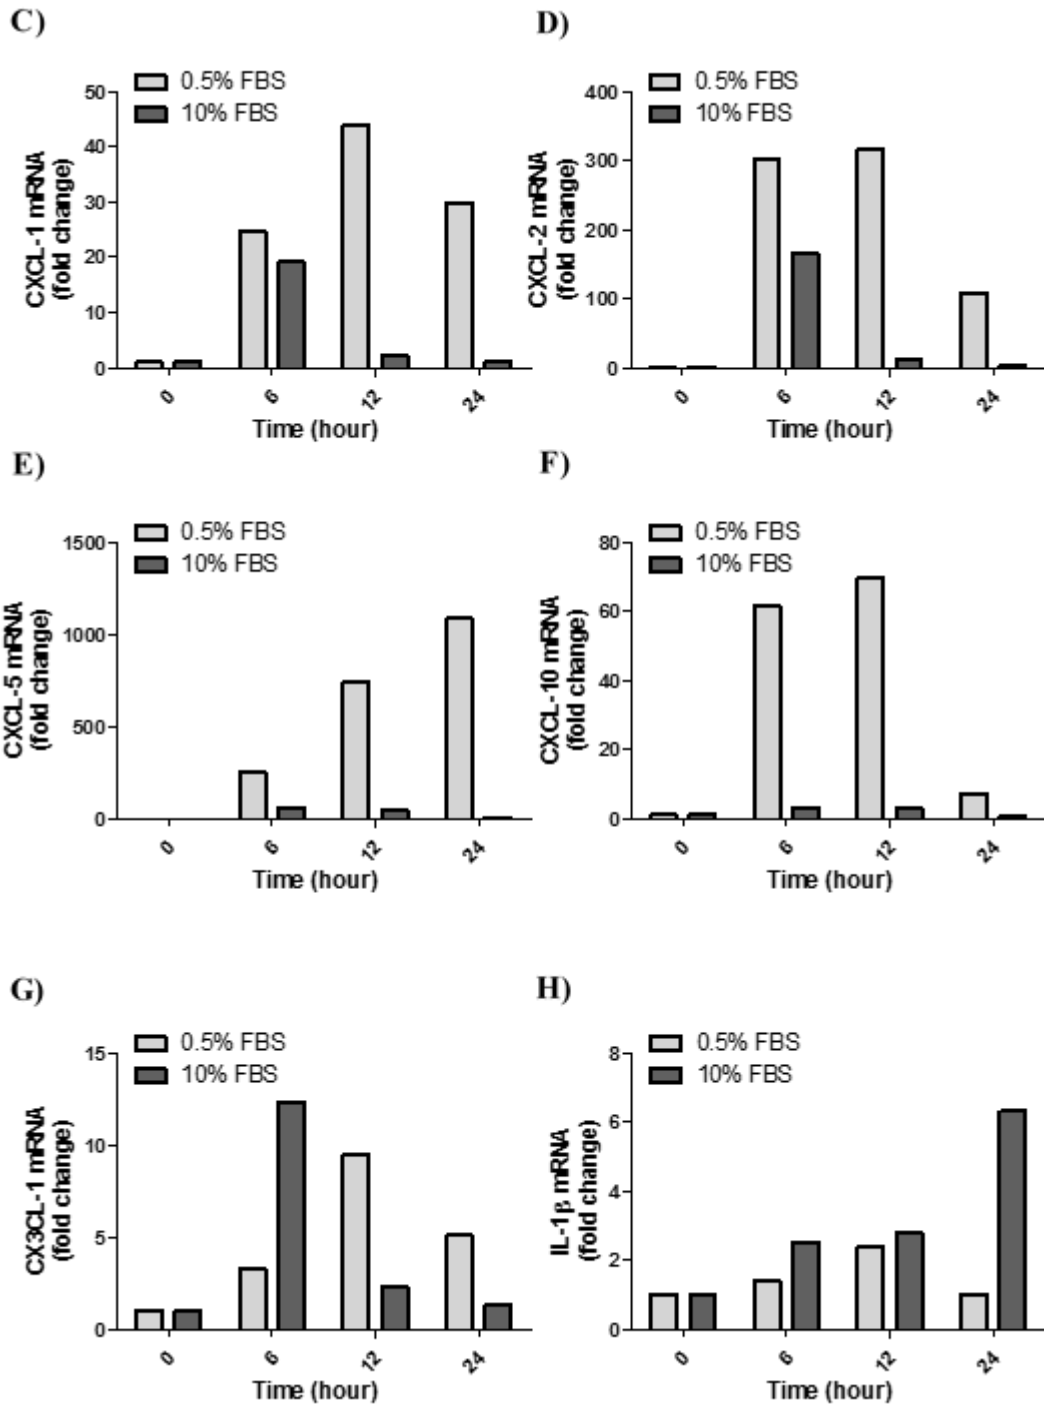 C)
0.5% FBS
10% FBS
CXCL-1 mRNA
(fold change)
50
40
30
20
10
0
0
6
12
24
Time (hour)
D)
0.5% FBS
10% FBS
CXCL-2 mRNA
(fold change)
400
300
200
100
0
0
6
12
24
Time (hour)
E)
0.5% FBS
10% FBS
CXCL-5 mRNA
(fold change)
1500
1000
500
0
0
6
12
24
Time (hour)
F)
0.5% FBS
10% FBS
CXCL-10 mRNA
(fold change)
80
60
40
20
0
0
6
12
24
Time (hour)
G)
0.5% FBS
10% FBS
CX3CL-1 mRNA
(fold change)
15
10
5
0
0
6
12
24
Time (hour)
H)
0.5% FBS
10% FBS
IL-1β mRNA
(fold change)
8
6
4
2
0
0
6
12
24
Time (hour)